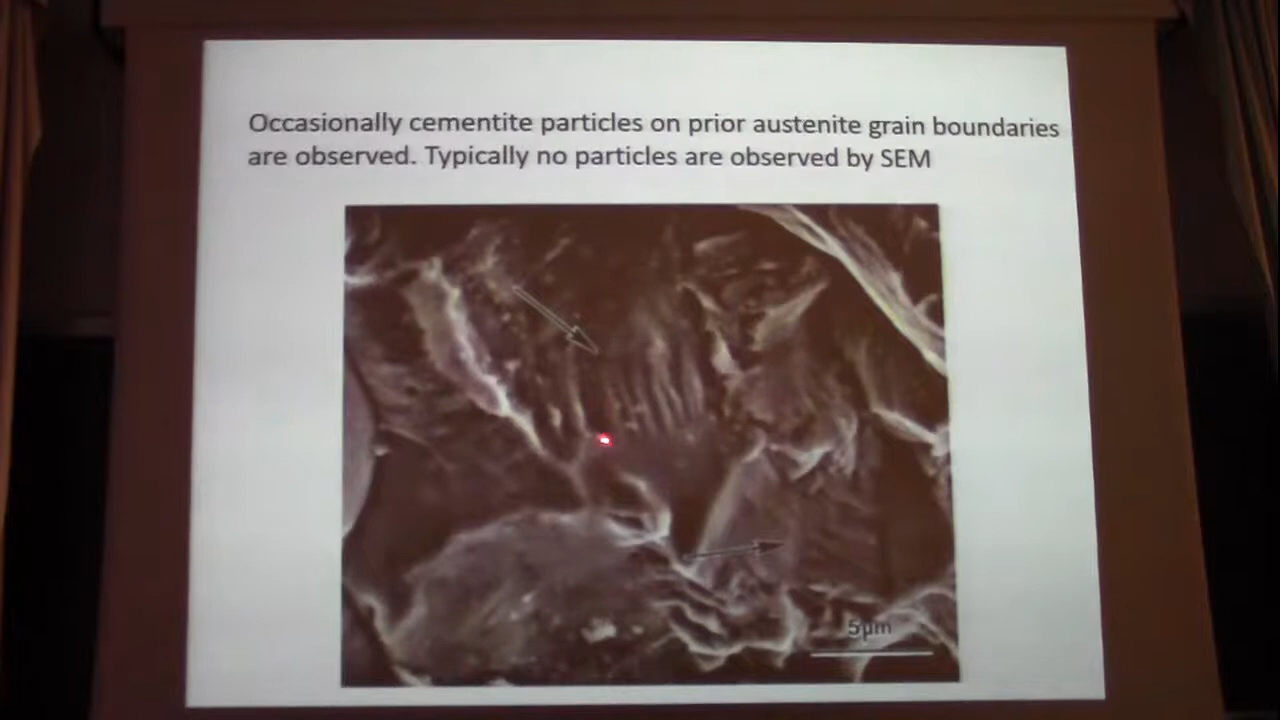 Occasionally cementite particles on prior austenite grain boundaries
are observed. Typically no particles are observed by SEM
5μm